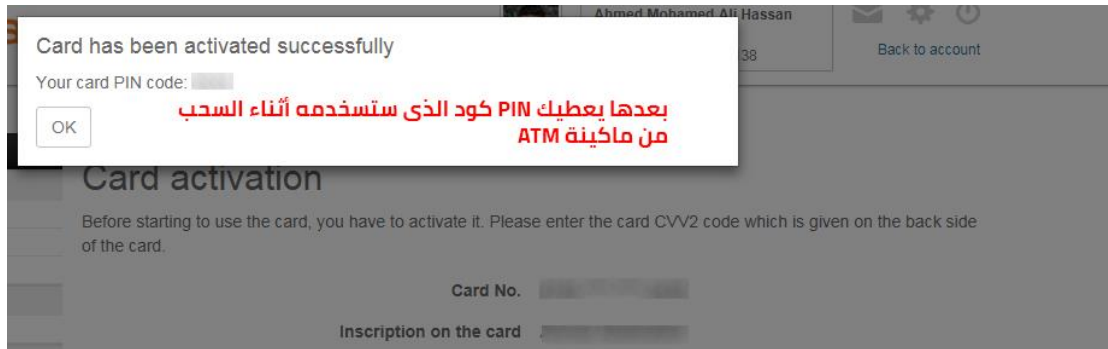 Ahmed Mohamed Ali Hassan
38
Back to account
Card has been activated successfully
Your card PIN code:
OK
بعدها يعطيك PIN كود الذى ستسخدمه أثناء السحب
من ماكينة ATM
Card activation
Before starting to use the card, you have to activate it. Please enter the card CVV2 code which is given on the back side
of the card.
Card No.
Inscription on the card